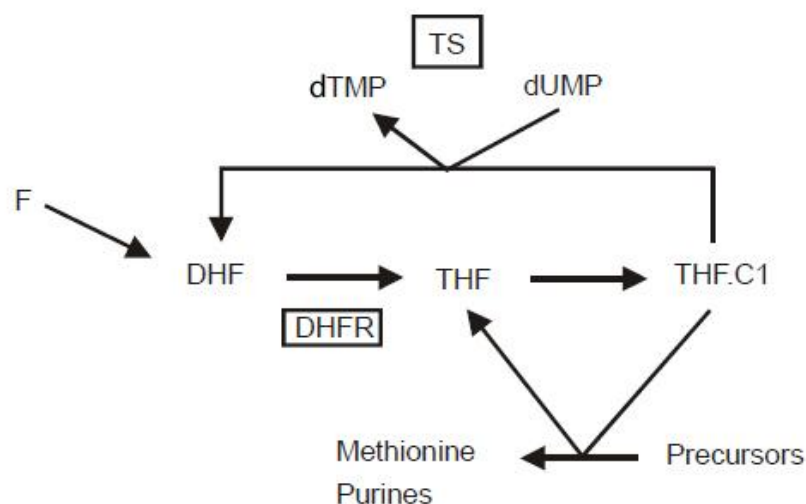 TS
dTMP
dUMP
F
DHF
THF
THF.C1
DHFR
Methionine
Precursors
Purines